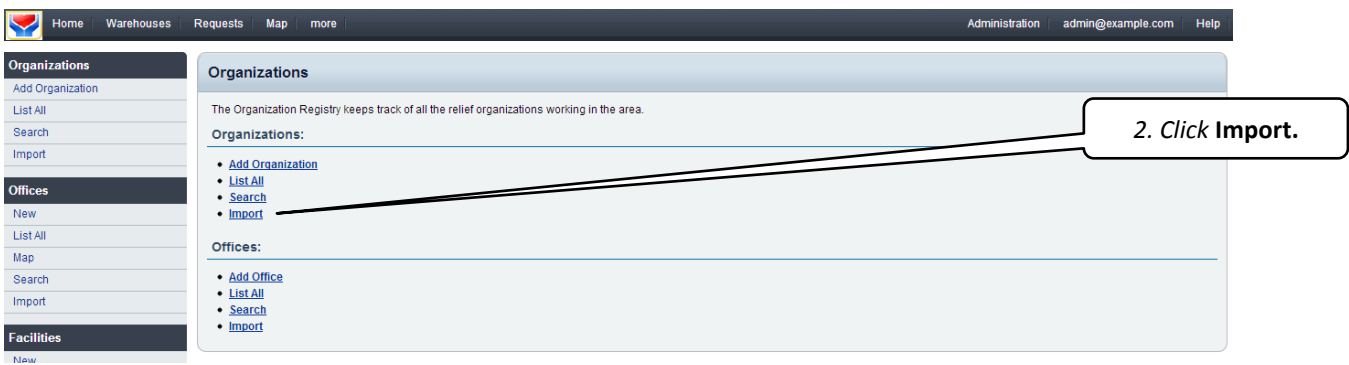 Home Warehouses Requests Map more Administration admin@example.com Help
Organizations
Add Organization
List All
Search
Import
Offices
New
List All
Map
Search
Import
Facilities
New
Organizations
The Organization Registry keeps track of all the relief organizations working in the area.
Organizations:
Add Organization
List All
Search
Import
Offices:
Add Office
List All
Search
Import
2. Click Import.